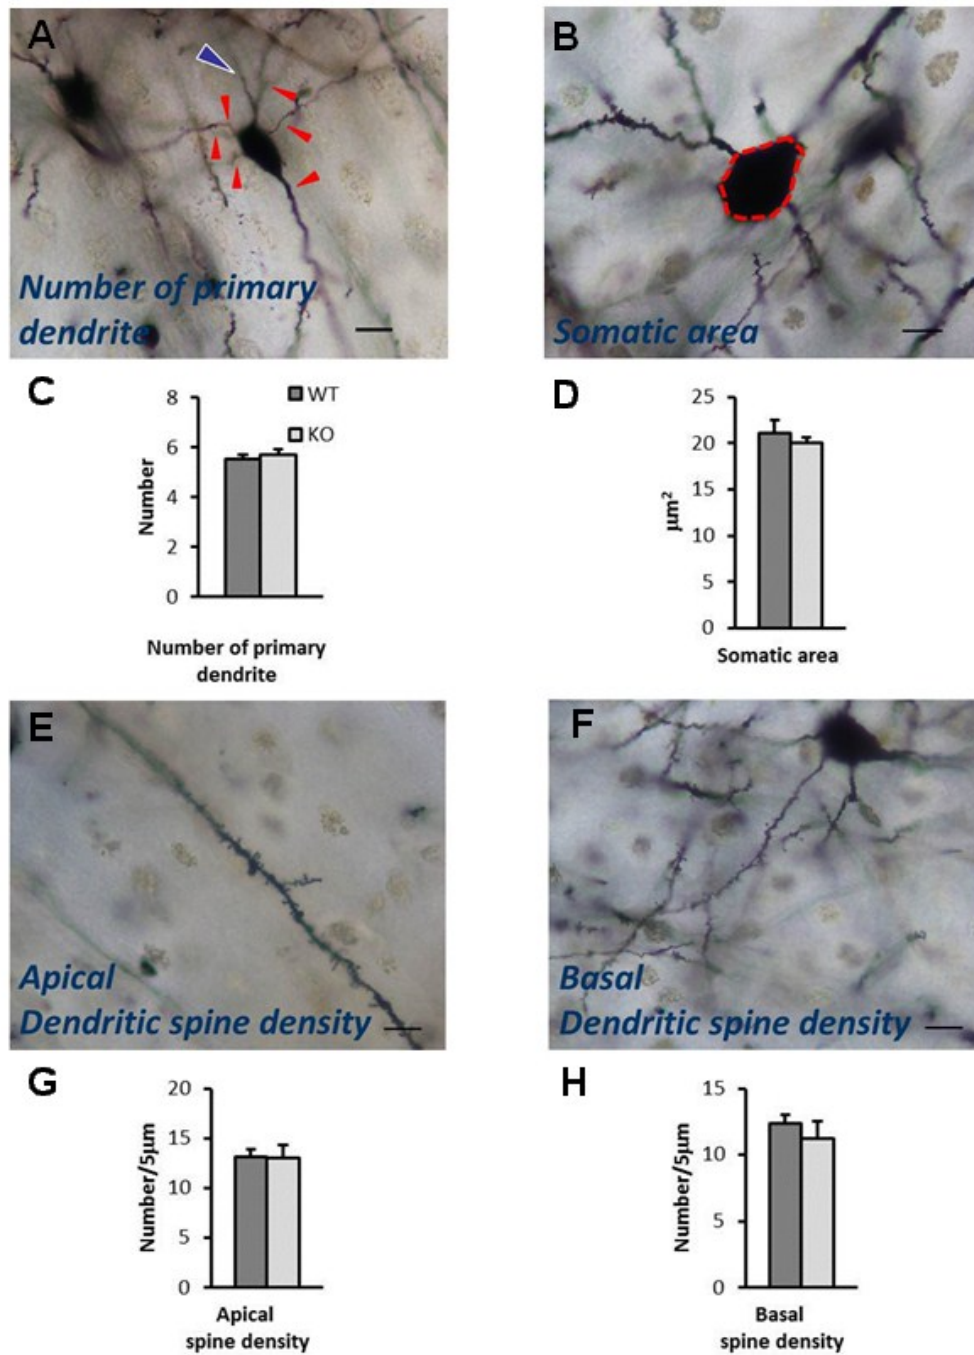 A
Number of primary
dendrite
B
Somatic area
C
8
6
4
2
0
Number
WT
KO
Number of primary
dendrite
D
25
20
15
10
5
0
µm²
Somatic area
E
Apical
Dendritic spine density
F
Basal
Dendritic spine density
G
20
15
10
5
0
Number/5µm
Apical
spine density
H
15
10
5
0
Number/5µm
Basal
spine density